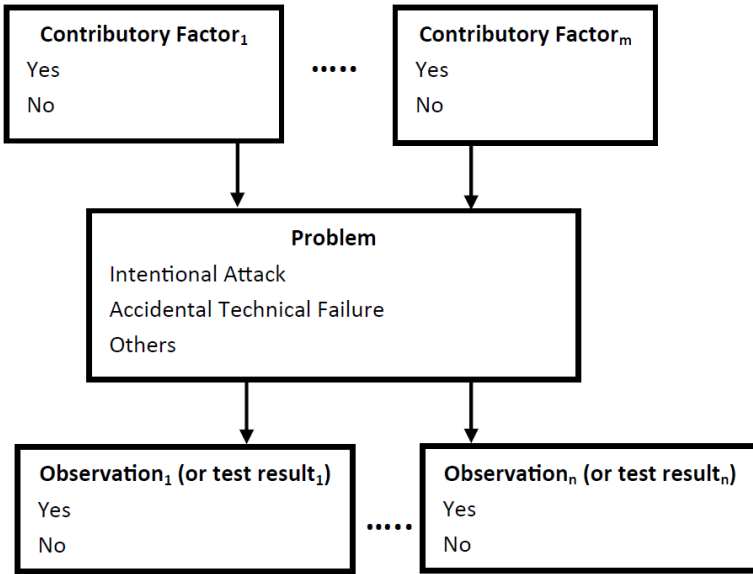 Contributory Factor₁
Yes
No
.....
Contributory Factorₘ
Yes
No
Problem
Intentional Attack
Accidental Technical Failure
Others
Observation₁ (or test result₁)
Yes
No
.....
Observationₙ (or test resultₙ)
Yes
No